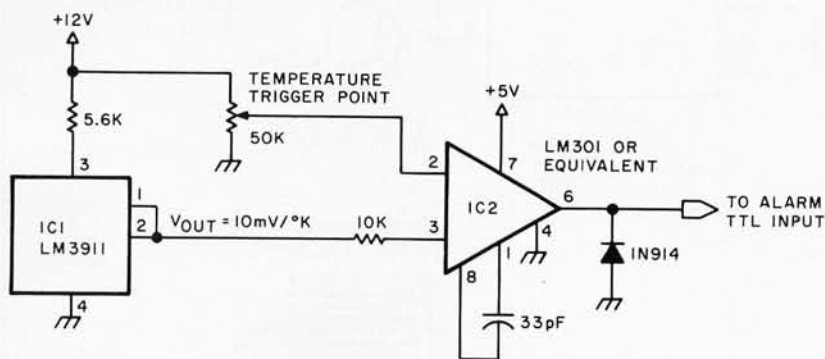 +12V
TEMPERATURE
TRIGGER POINT
+5V
5.6K
50K
LM301 OR
EQUIVALENT
3
2
7
IC1
LM3911
1
2
VOUT = 10mV/°K
10K
3
IC2
6
TO ALARM
TTL INPUT
4
1
8
1N914
4
33pF